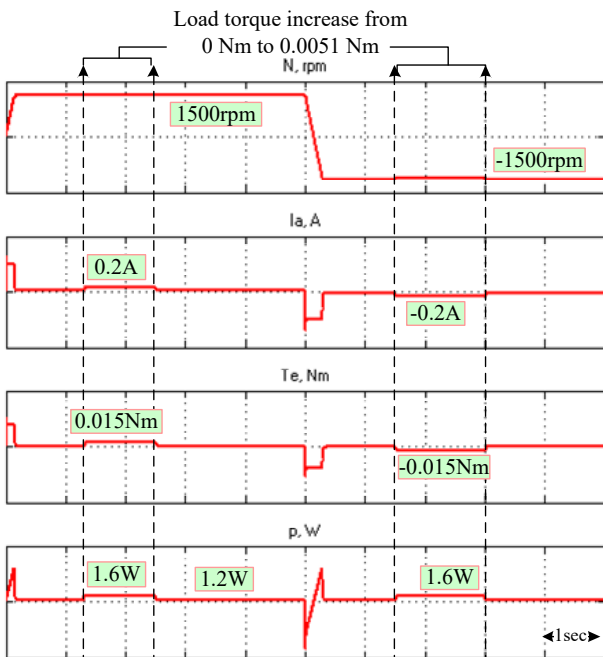 Load torque increase from
0 Nm to 0.0051 Nm
N, rpm
1500rpm
-1500rpm
Ia, A
0.2A
-0.2A
Te, Nm
0.015Nm
-0.015Nm
p, W
1.6W
1.2W
1.6W
1sec